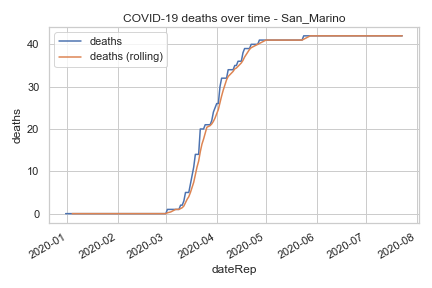 COVID-19 deaths over time - San_Marino
deaths
deaths (rolling)
40
30
20
10
0
deaths
2020-01
2020-02
2020-03
2020-04
2020-05
2020-06
2020-07
2020-08
dateRep